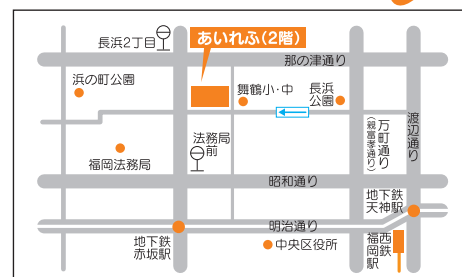 長浜2丁目
あいれふ(2階)
那の津通り
浜の町公園
舞鶴小・中
長浜
公園
法務局
前
万町通り
(親富孝通り)
渡辺通り
福岡法務局
昭和通り
地下鉄
天神駅
明治通り
地下鉄
赤坂駅
中央区役所
西鉄
福岡駅